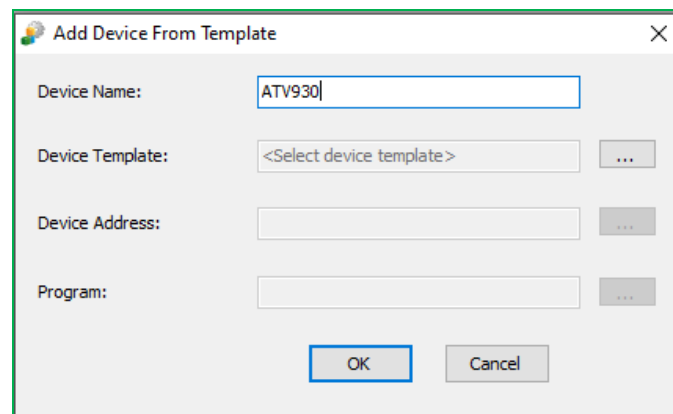 Add Device From Template
Device Name:
ATV930
Device Template:
<Select device template>
...
Device Address:
...
Program:
...
OK
Cancel